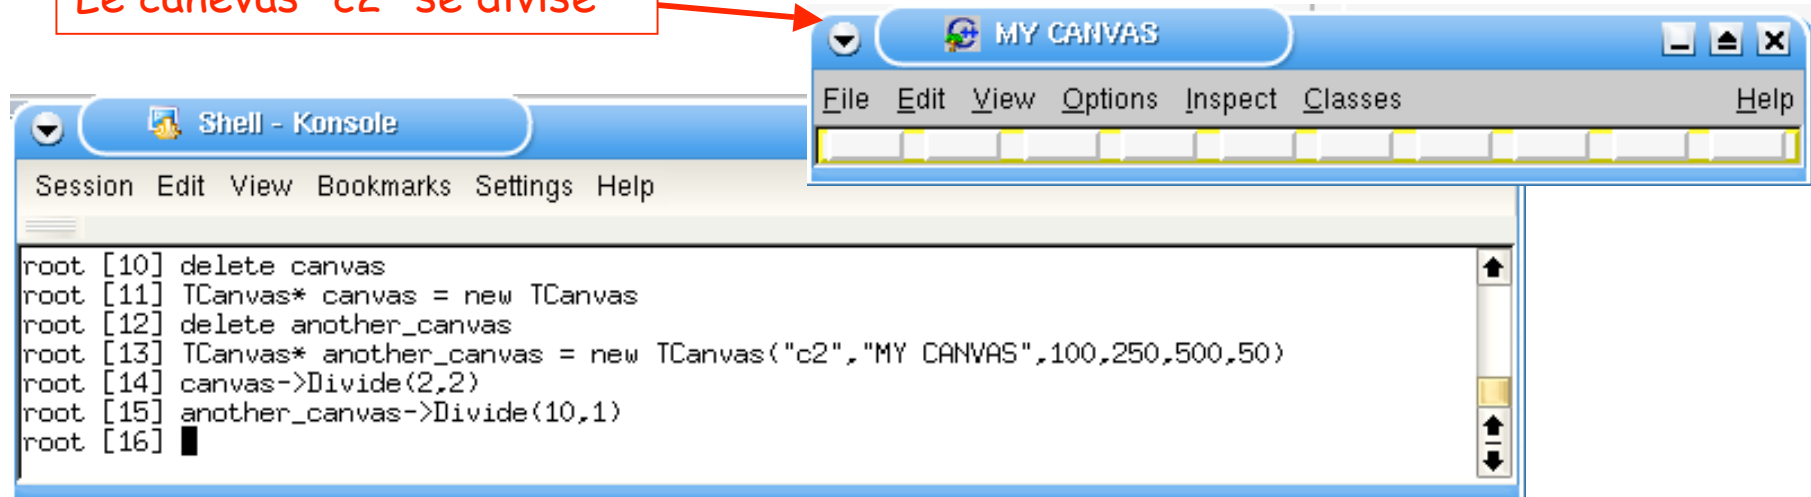 Le canevas "c2" se divise
MY CANVAS
File Edit View Options Inspect Classes Help
Shell - Konsole
Session Edit View Bookmarks Settings Help
root [10] delete canvas
root [11] TCanvas* canvas = new TCanvas
root [12] delete another_canvas
root [13] TCanvas* another_canvas = new TCanvas("c2","MY CANVAS",100,250,500,50)
root [14] canvas->Divide(2,2)
root [15] another_canvas->Divide(10,1)
root [16]